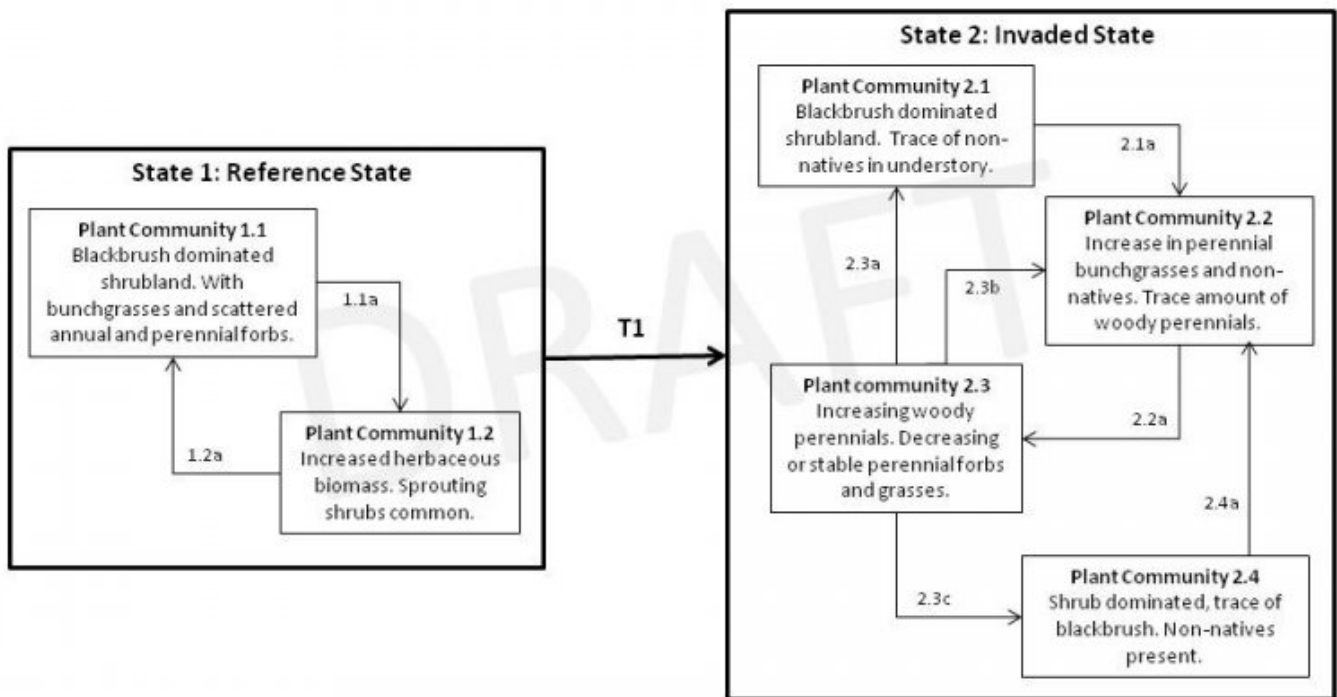 State 1: Reference State
Plant Community 1.1
Blackbrush dominated
shrubland. With
bunchgrasses and scattered
annual and perennial forbs.
1.1a
1.2a
Plant Community 1.2
Increased herbaceous
biomass. Sprouting
shrubs common.
T1
State 2: Invaded State
Plant Community 2.1
Blackbrush dominated
shrubland. Trace of non-
natives in understory.
2.1a
Plant Community 2.2
Increase in perennial
bunchgrasses and non-
natives. Trace amount of
woody perennials.
2.3a
2.3b
Plant community 2.3
Increasing woody
perennials. Decreasing
or stable perennial forbs
and grasses.
2.2a
2.4a
2.3c
Plant Community 2.4
Shrub dominated, trace of
blackbrush. Non-natives
present.
DRAFT